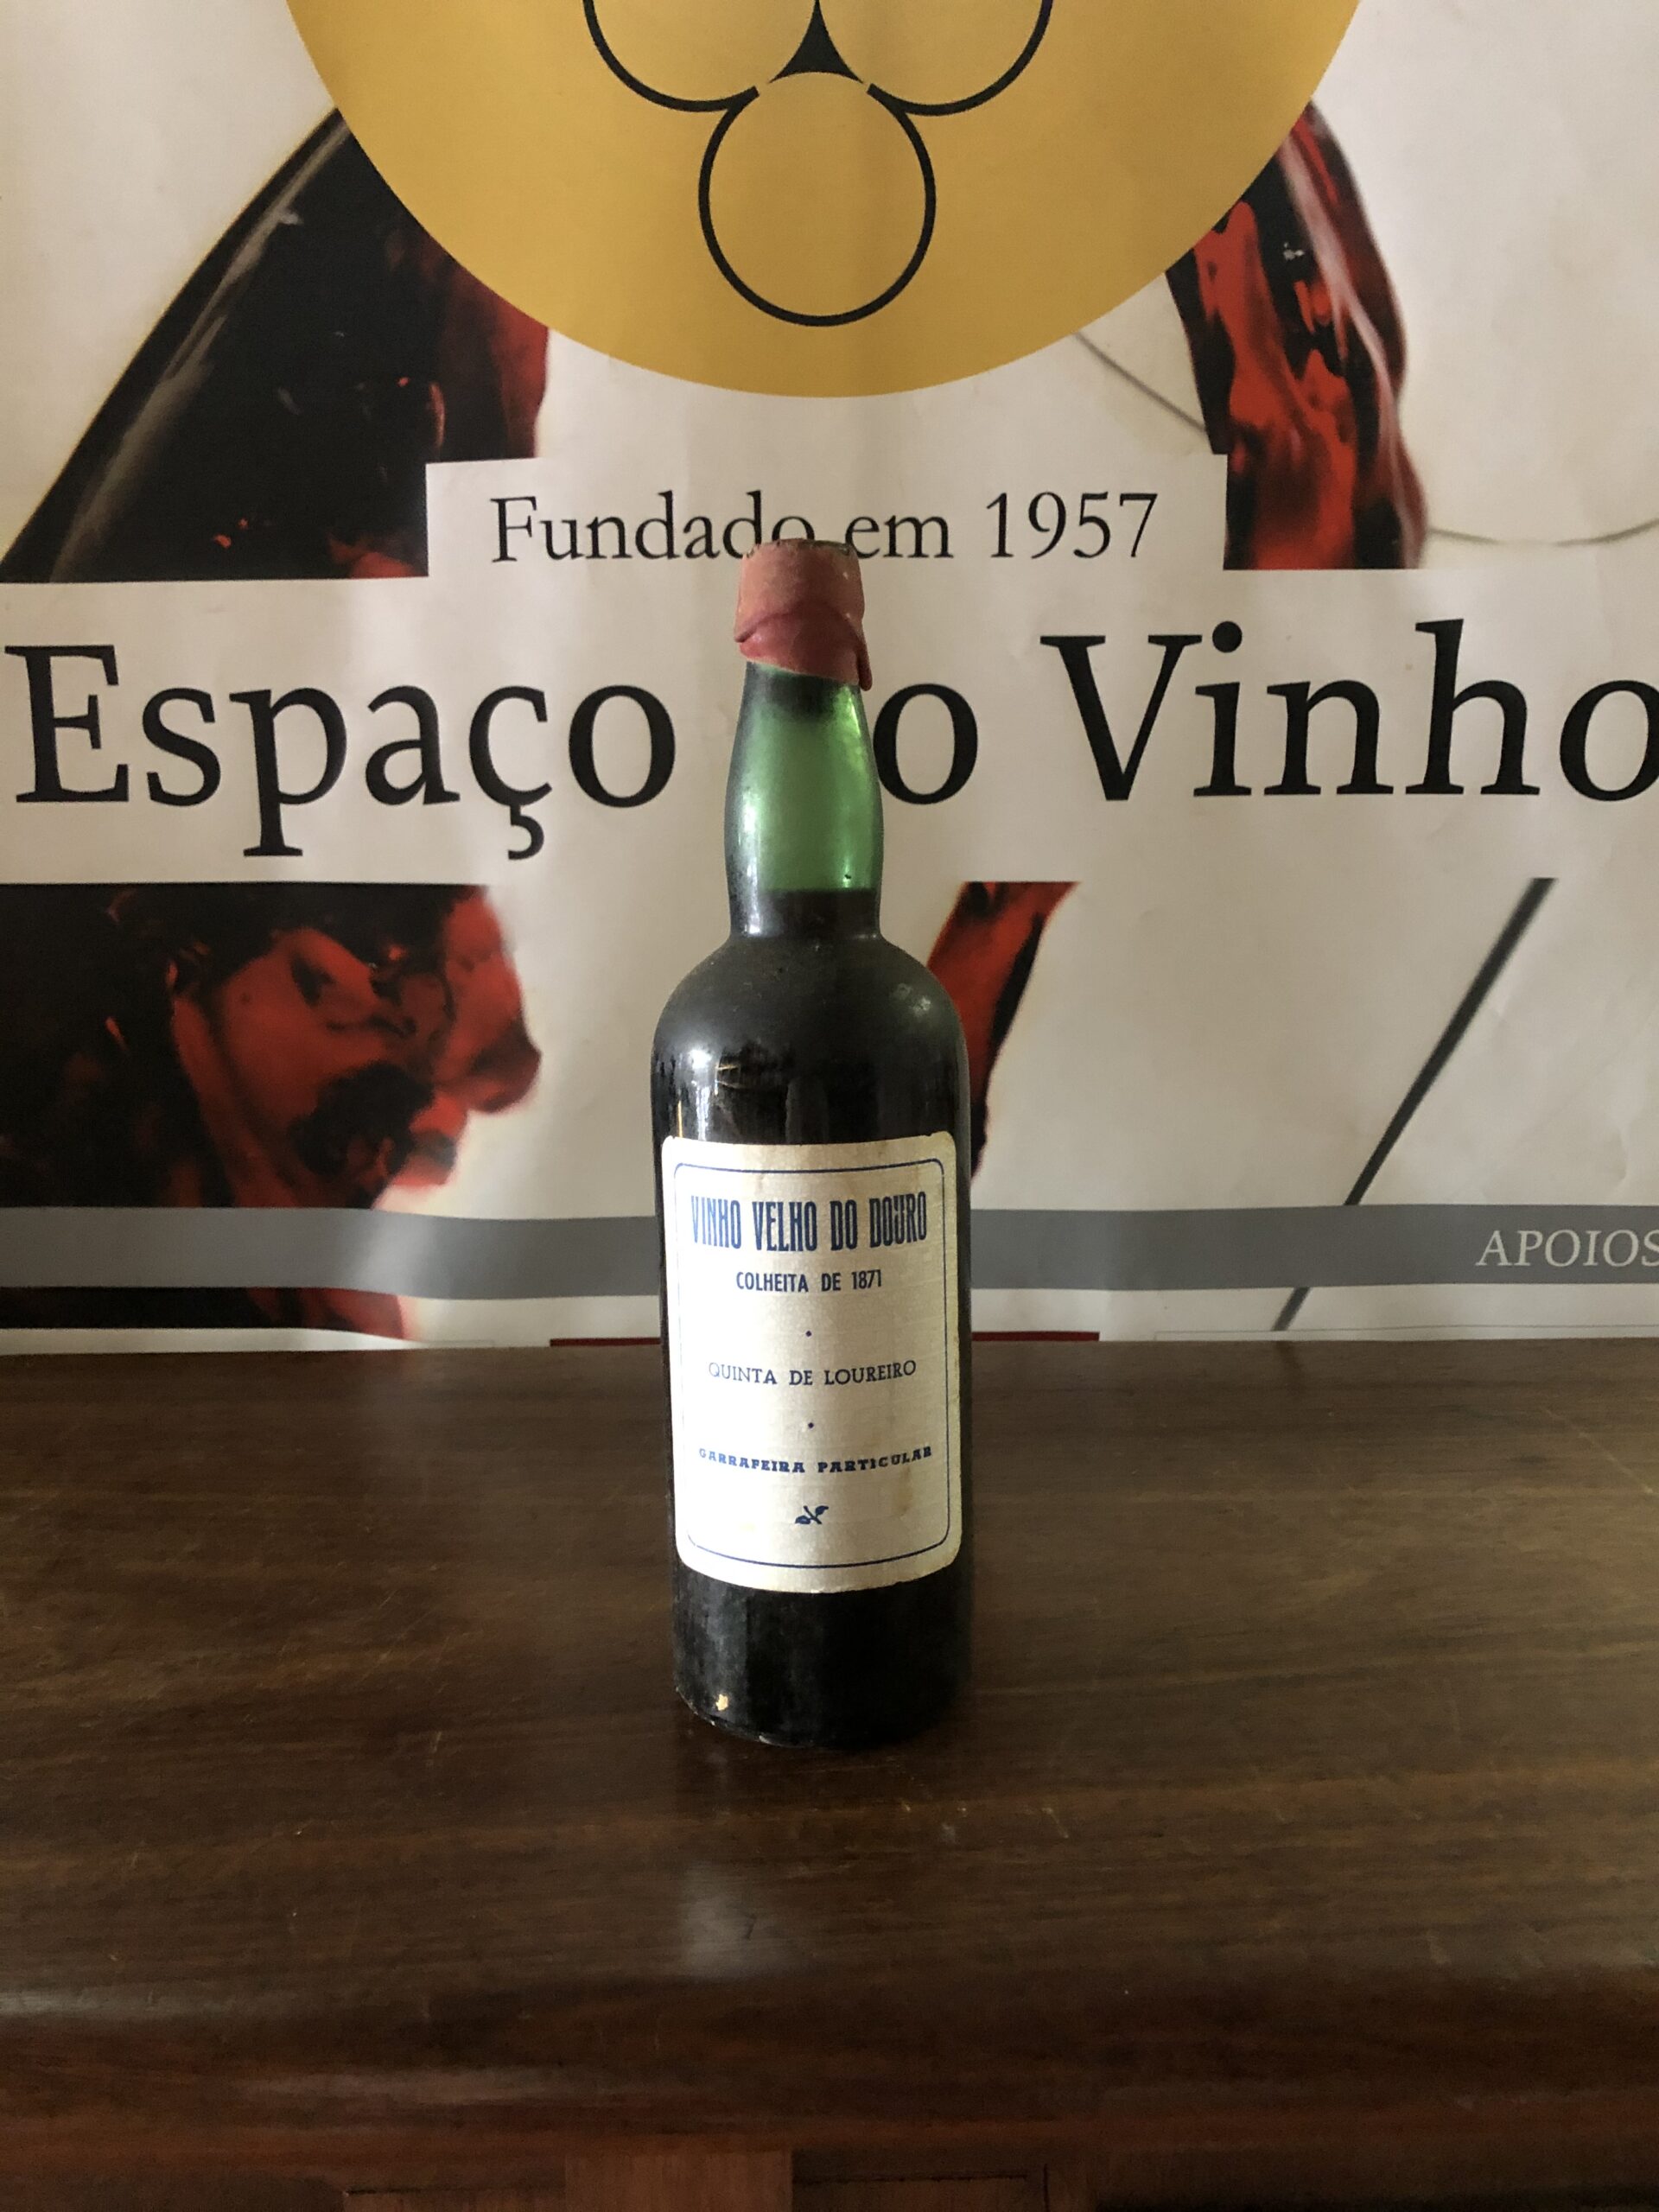 Fundado em 1957
Espaço o Vinho
APOIOS
VINHO VELHO DO DOURO
COLHEITA DE 1871
QUINTA DE LOUREIRO
GARRAFEIRA PARTICULAR